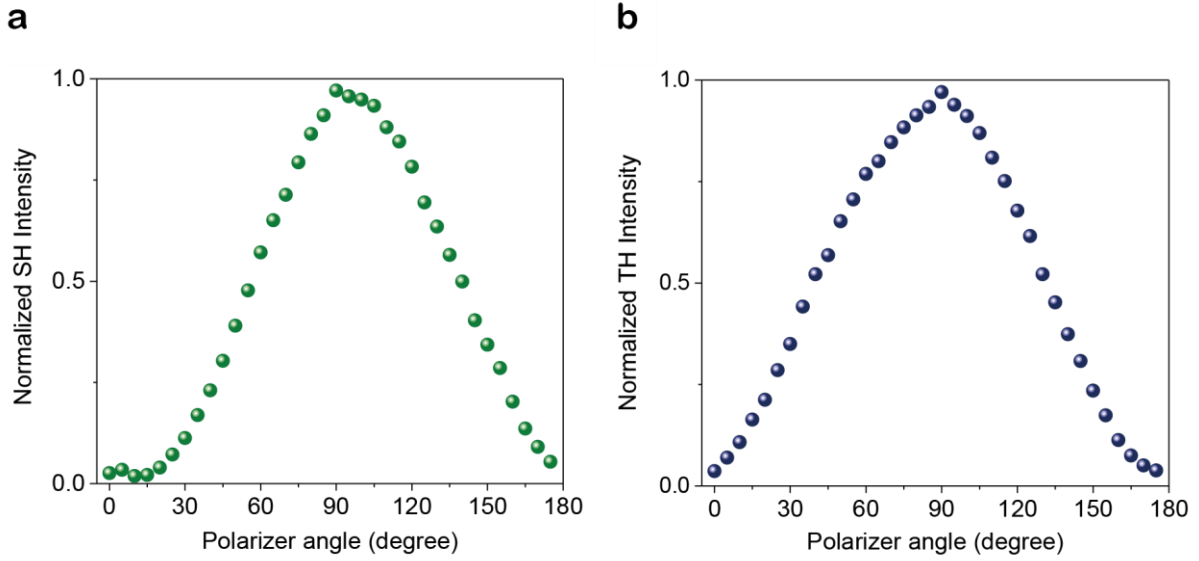 a
1.0
0.5
0.0
Normalized SH Intensity
0 30 60 90 120 150 180
Polarizer angle (degree)
b
1.0
0.5
0.0
Normalized TH Intensity
0 30 60 90 120 150 180
Polarizer angle (degree)